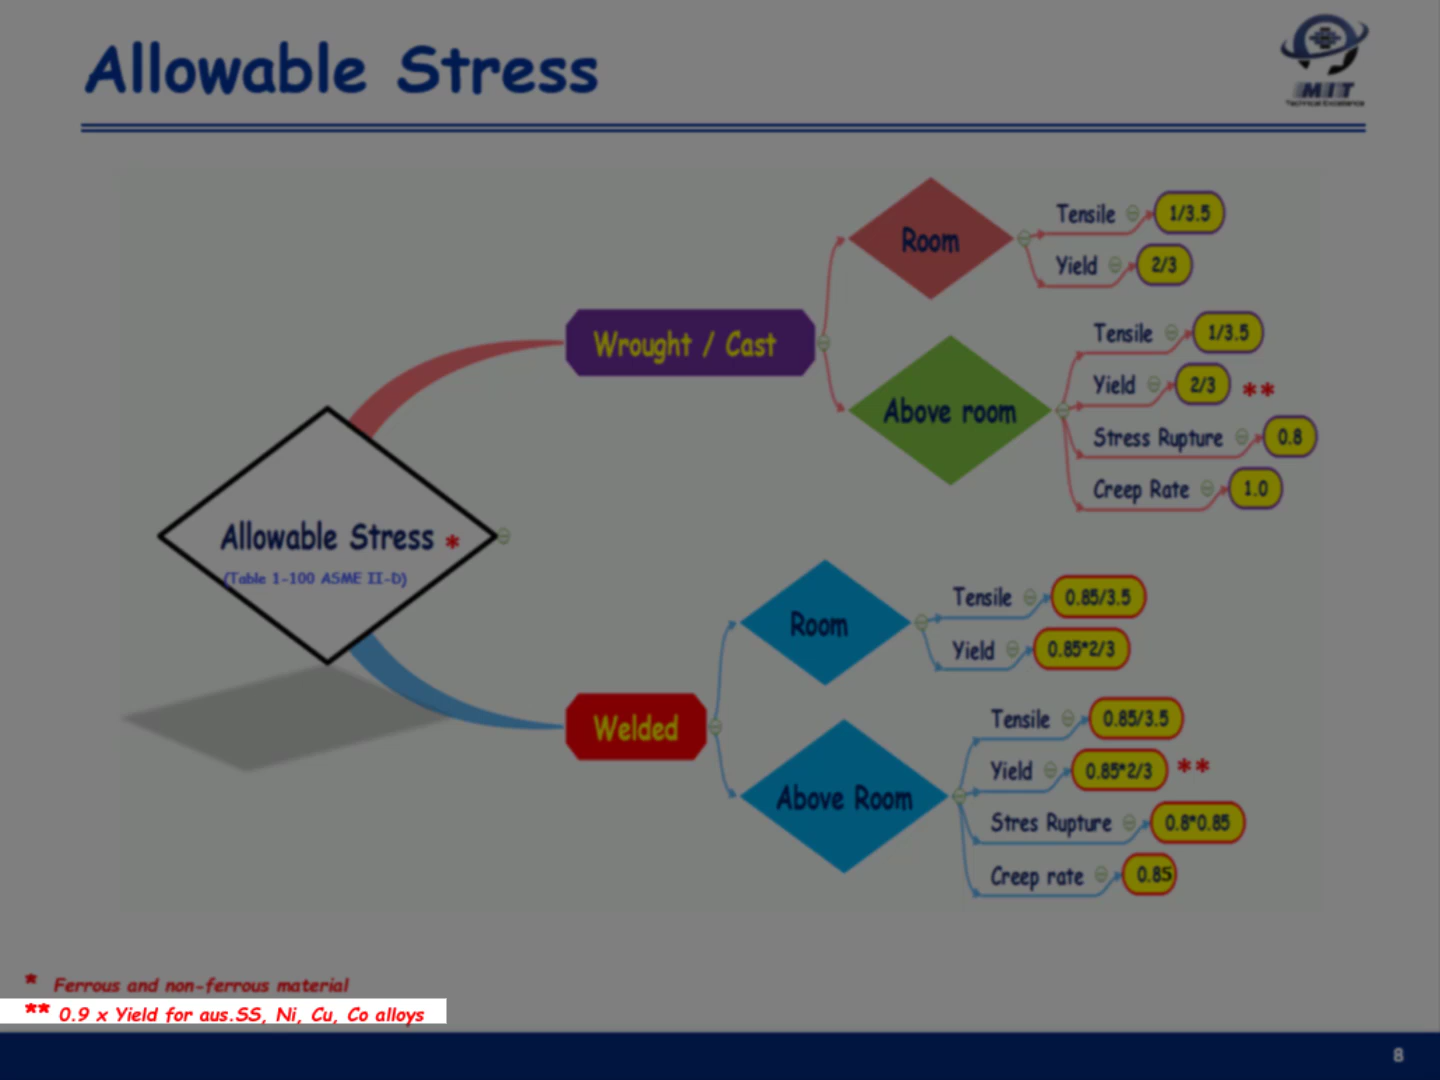 Allowable Stress
MIT
Technical Excellence
Room
Tensile 1/3.5
Yield 2/3
Wrought / Cast
Above room
Tensile 1/3.5
Yield 2/3 **
Stress Rupture 0.8
Creep Rate 1.0
Allowable Stress *
(Table 1-100 ASME II-D)
Room
Tensile 0.85/3.5
Yield 0.85*2/3
Welded
Above Room
Tensile 0.85/3.5
Yield 0.85*2/3 **
Stres Rupture 0.8*0.85
Creep rate 0.85
* Ferrous and non-ferrous material
** 0.9 x Yield for aus.SS, Ni, Cu, Co alloys
8